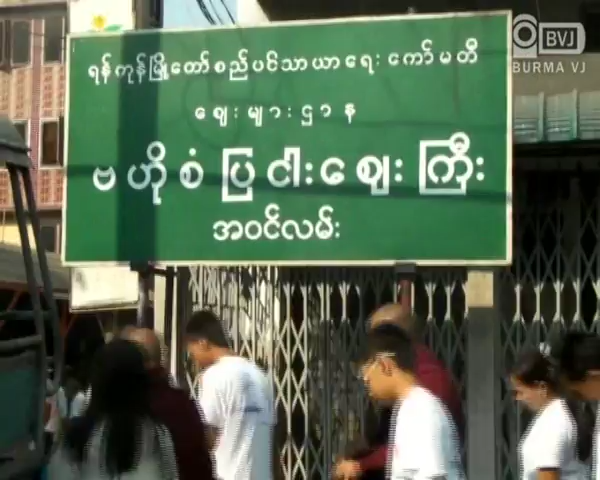 BVJ
BURMA VJ
ရန်ကုန်မြို့တော်စည်ပင်သာယာရေး ကော်မတီ
ဈေးများဌာန
ဗဟိုစံပြငါးဈေးကြီး
အဝင်လမ်း